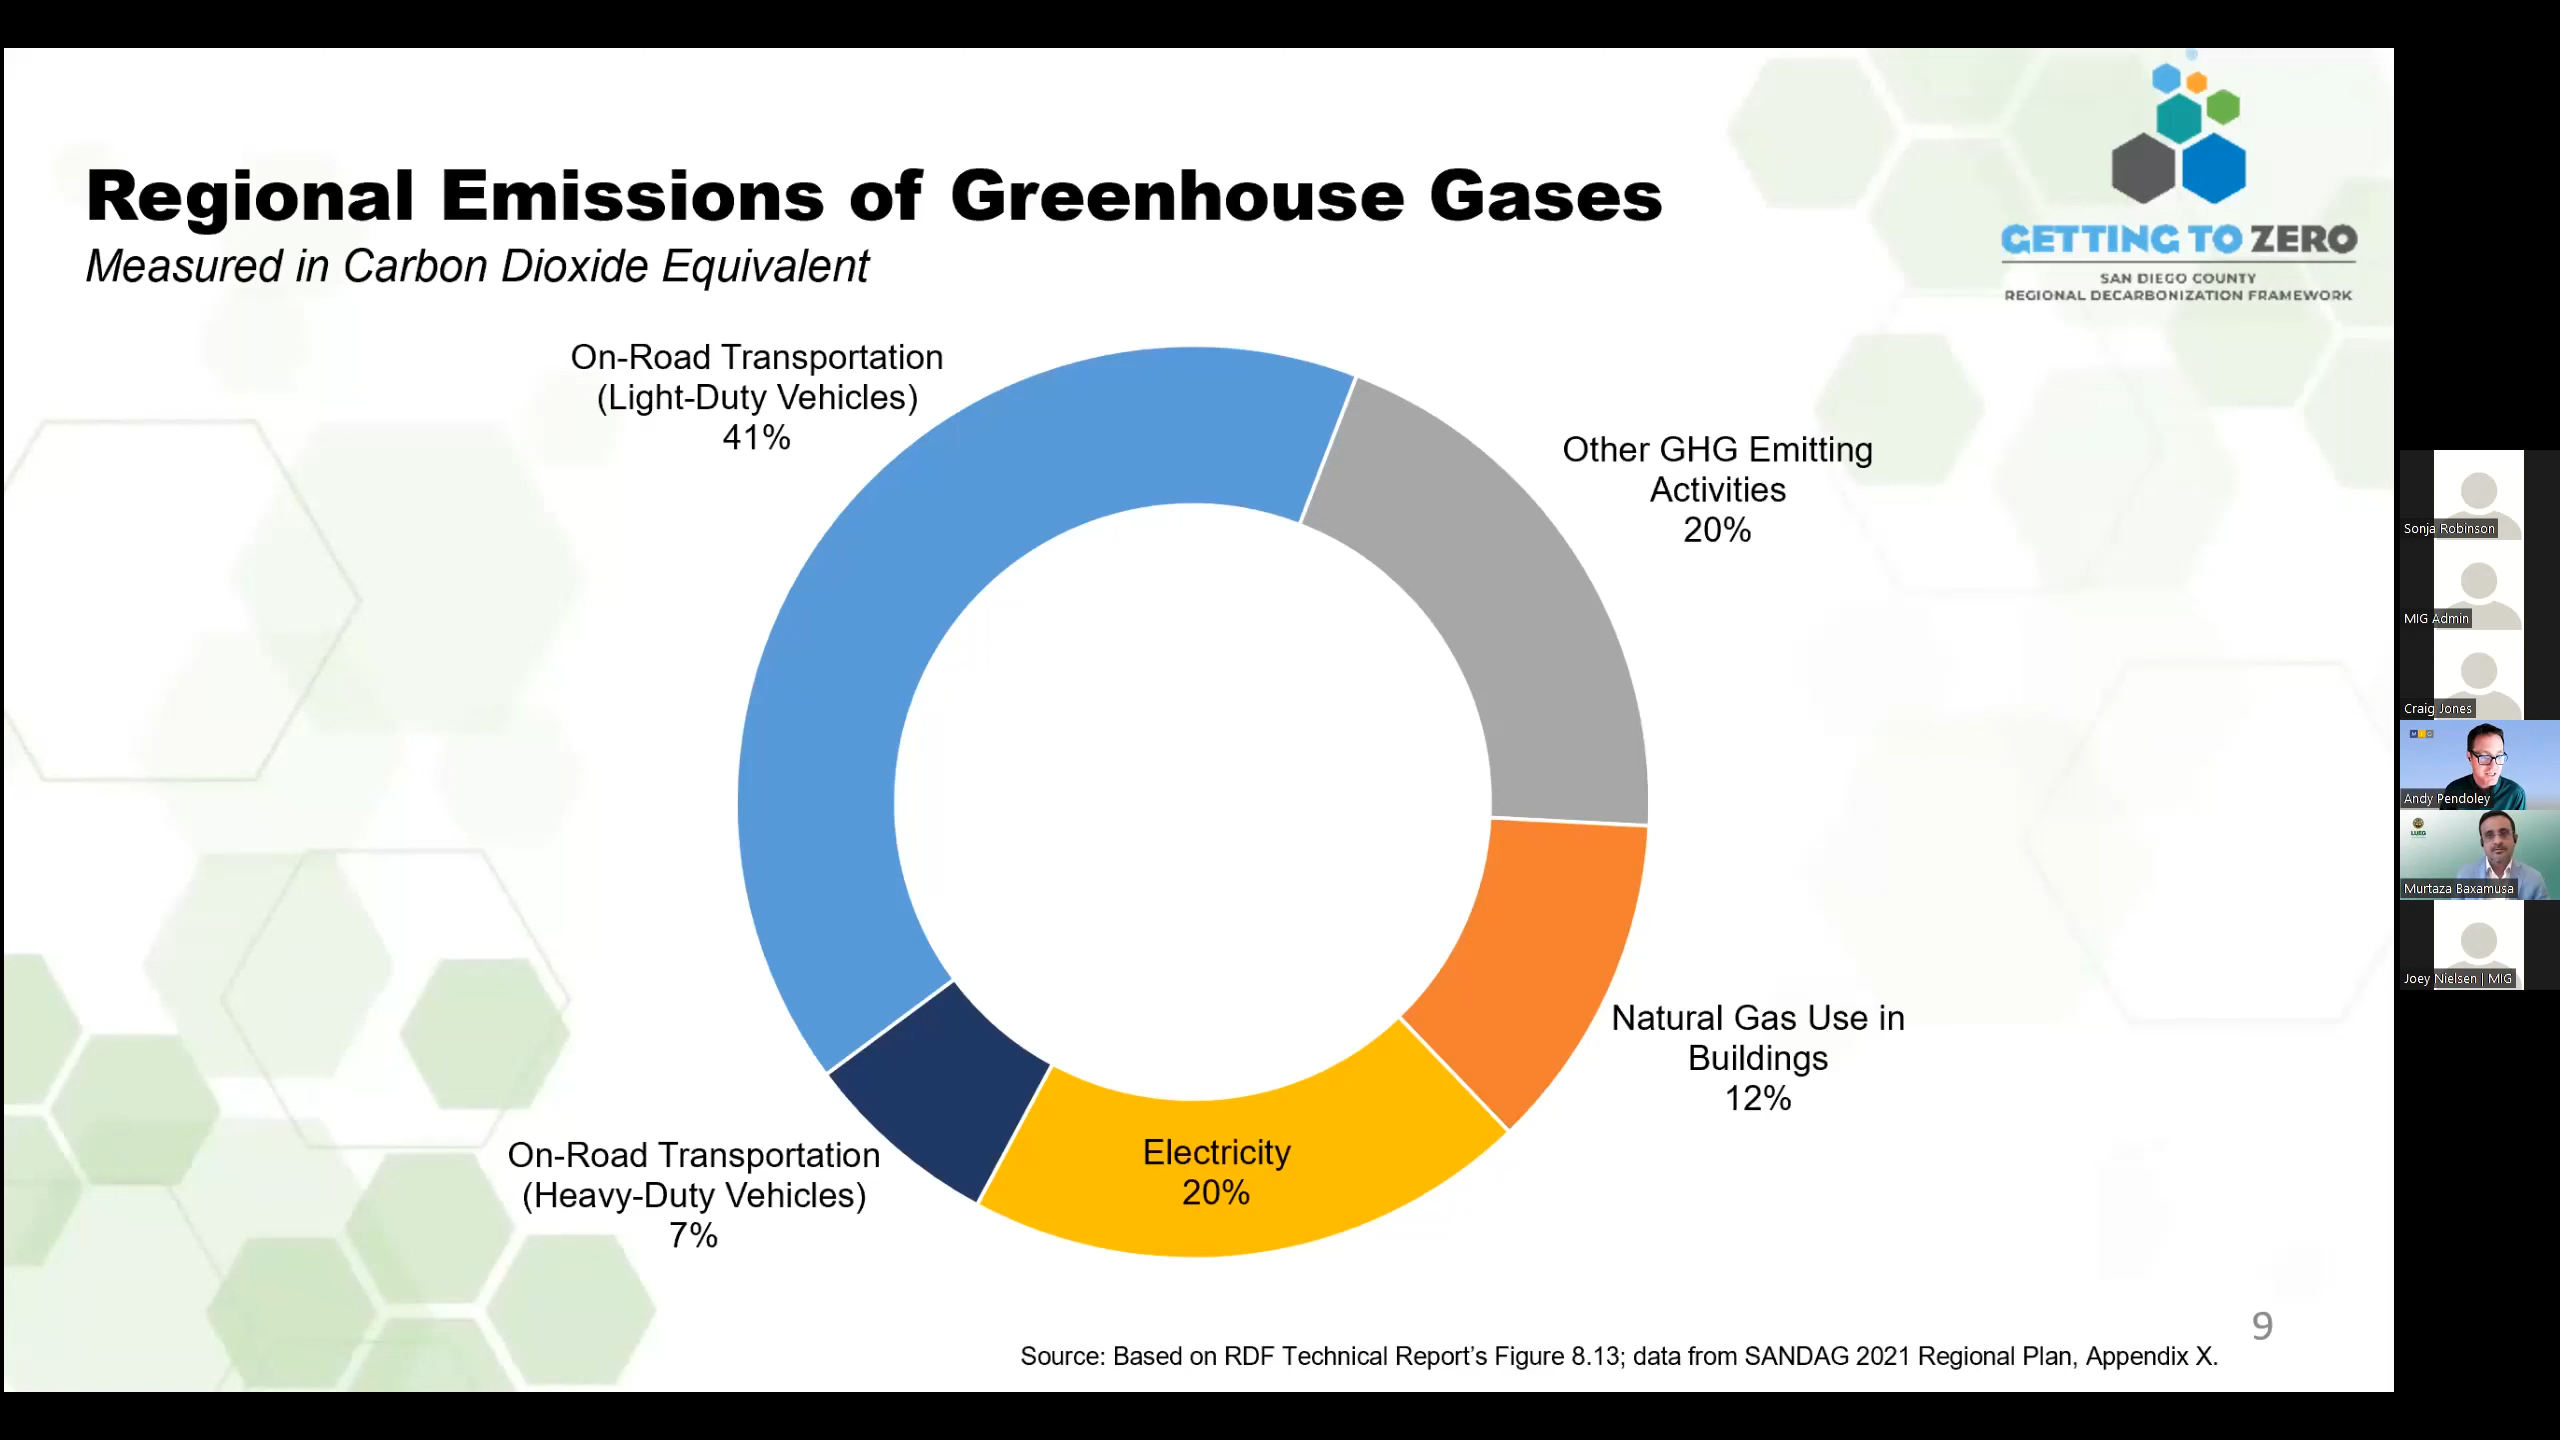 Regional Emissions of Greenhouse Gases
Measured in Carbon Dioxide Equivalent
GETTING TO ZERO
SAN DIEGO COUNTY
REGIONAL DECARBONIZATION FRAMEWORK
On-Road Transportation
(Light-Duty Vehicles)
41%
Other GHG Emitting
Activities
20%
Natural Gas Use in
Buildings
12%
Electricity
20%
On-Road Transportation
(Heavy-Duty Vehicles)
7%
9
Source: Based on RDF Technical Report’s Figure 8.13; data from SANDAG 2021 Regional Plan, Appendix X.
Sonja Robinson
MIG Admin
Craig Jones
MIG
Andy Pendoley
LUEG
Murtaza Baxamusa
Joey Nielsen | MIG